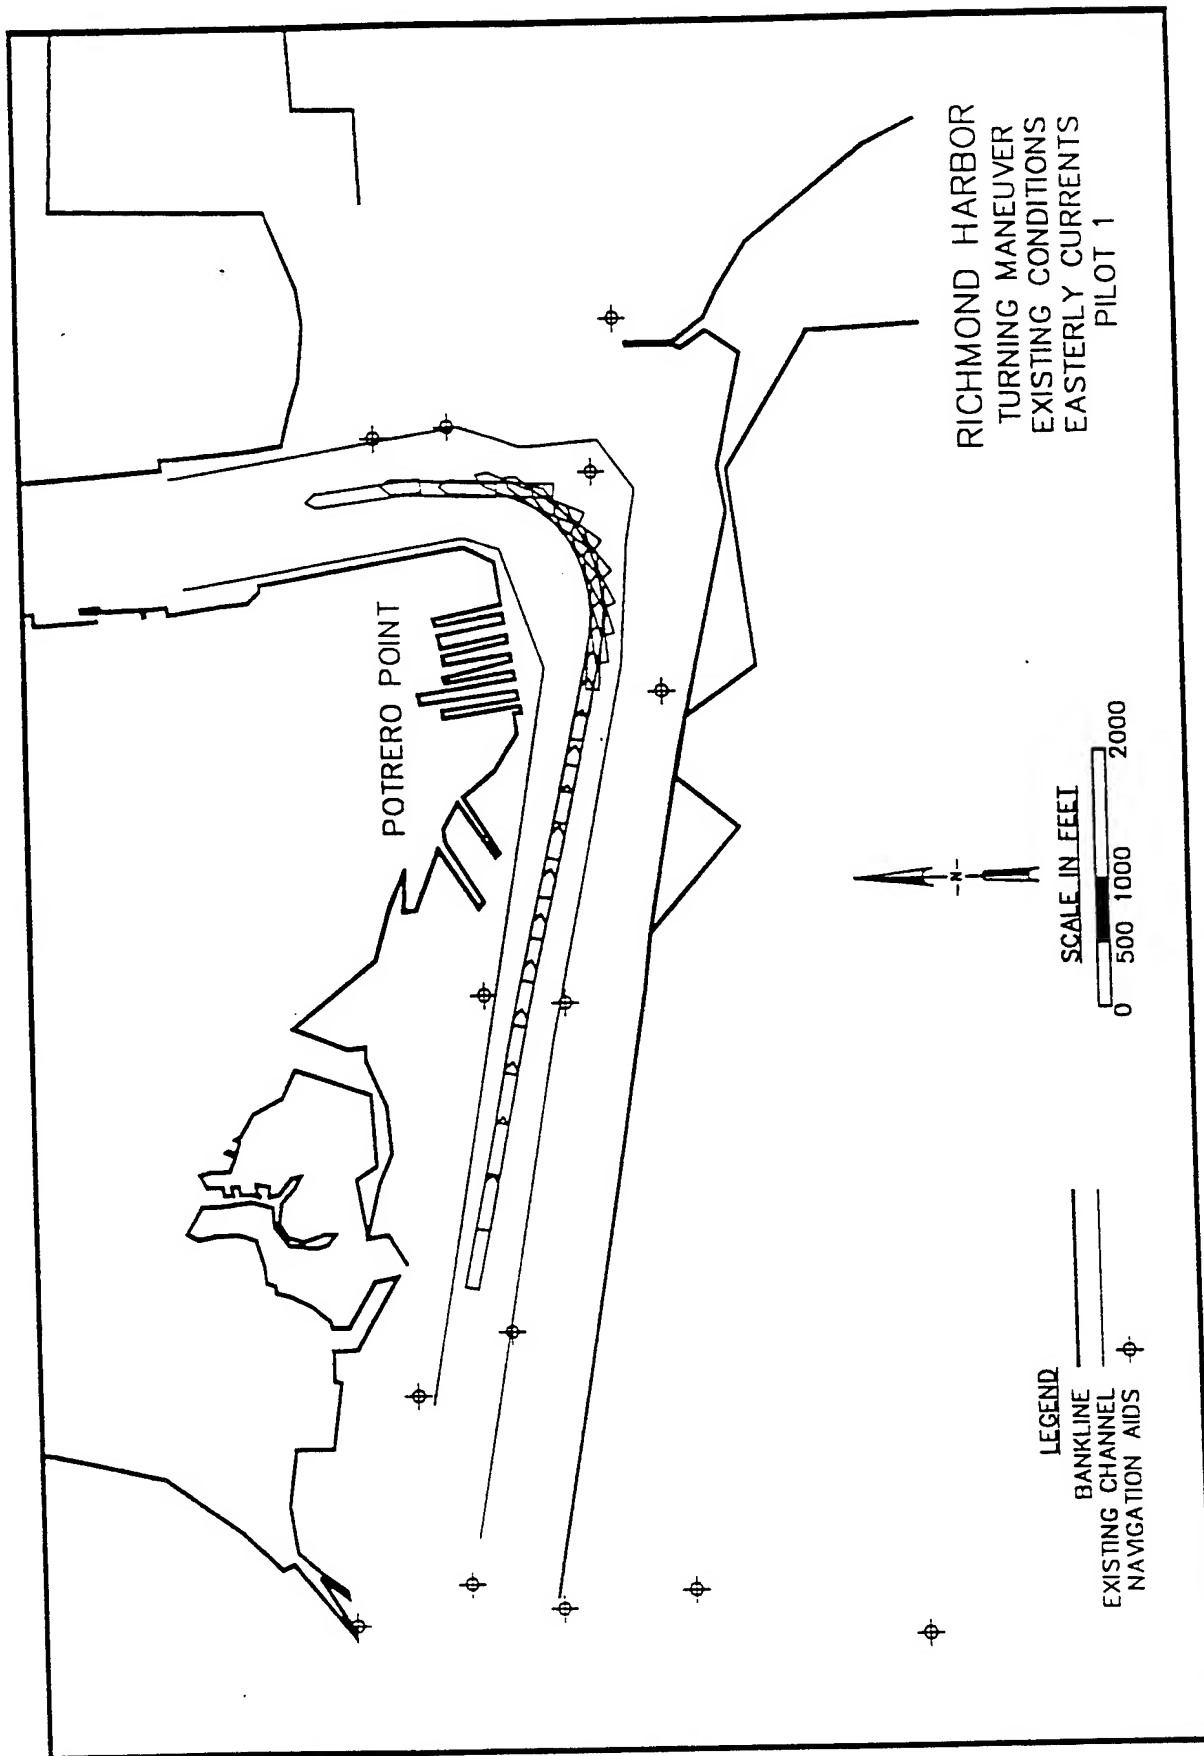 RICHMOND HARBOR
TURNING MANEUVER
EXISTING CONDITIONS
EASTERLY CURRENTS
PILOT 1
POTRERO POINT
-N-
SCALE IN FEET
0 500 1000 2000
LEGEND
BANKLINE
EXISTING CHANNEL
NAVIGATION AIDS